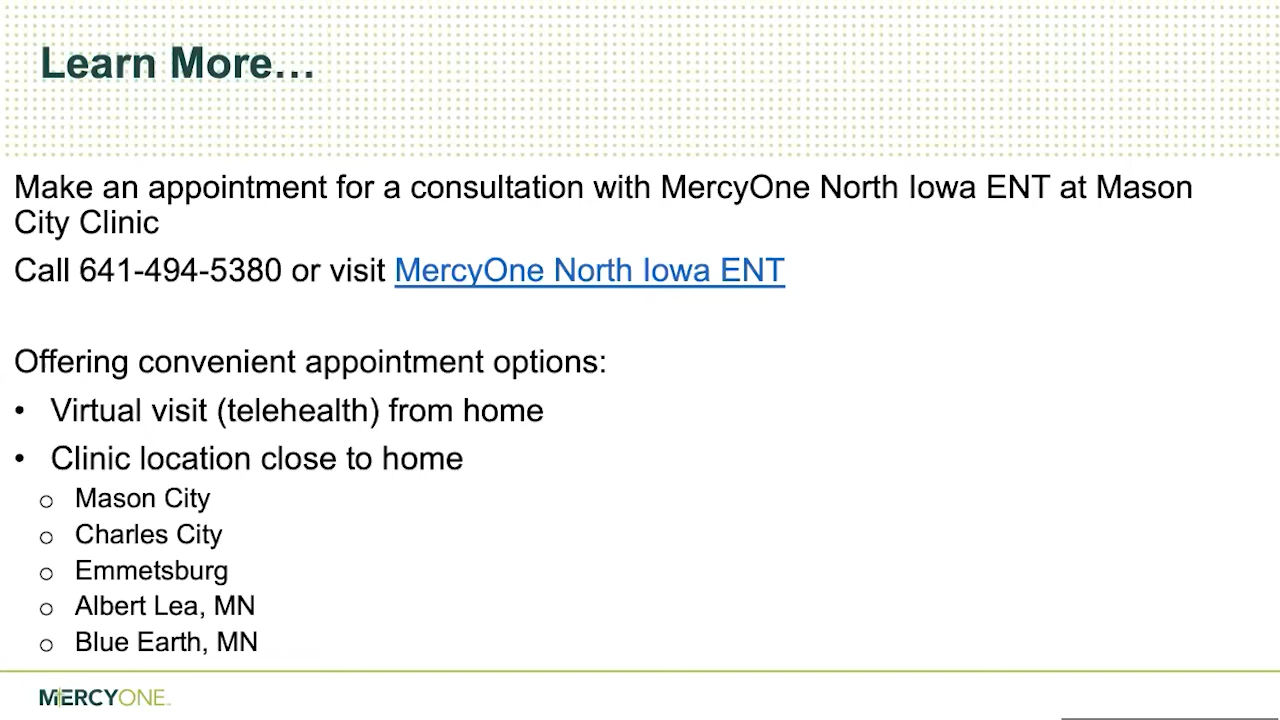 Learn More…
Make an appointment for a consultation with MercyOne North Iowa ENT at Mason
City Clinic
Call 641-494-5380 or visit MercyOne North Iowa ENT
Offering convenient appointment options:
• Virtual visit (telehealth) from home
• Clinic location close to home
o Mason City
o Charles City
o Emmetsburg
o Albert Lea, MN
o Blue Earth, MN
MERCYONE